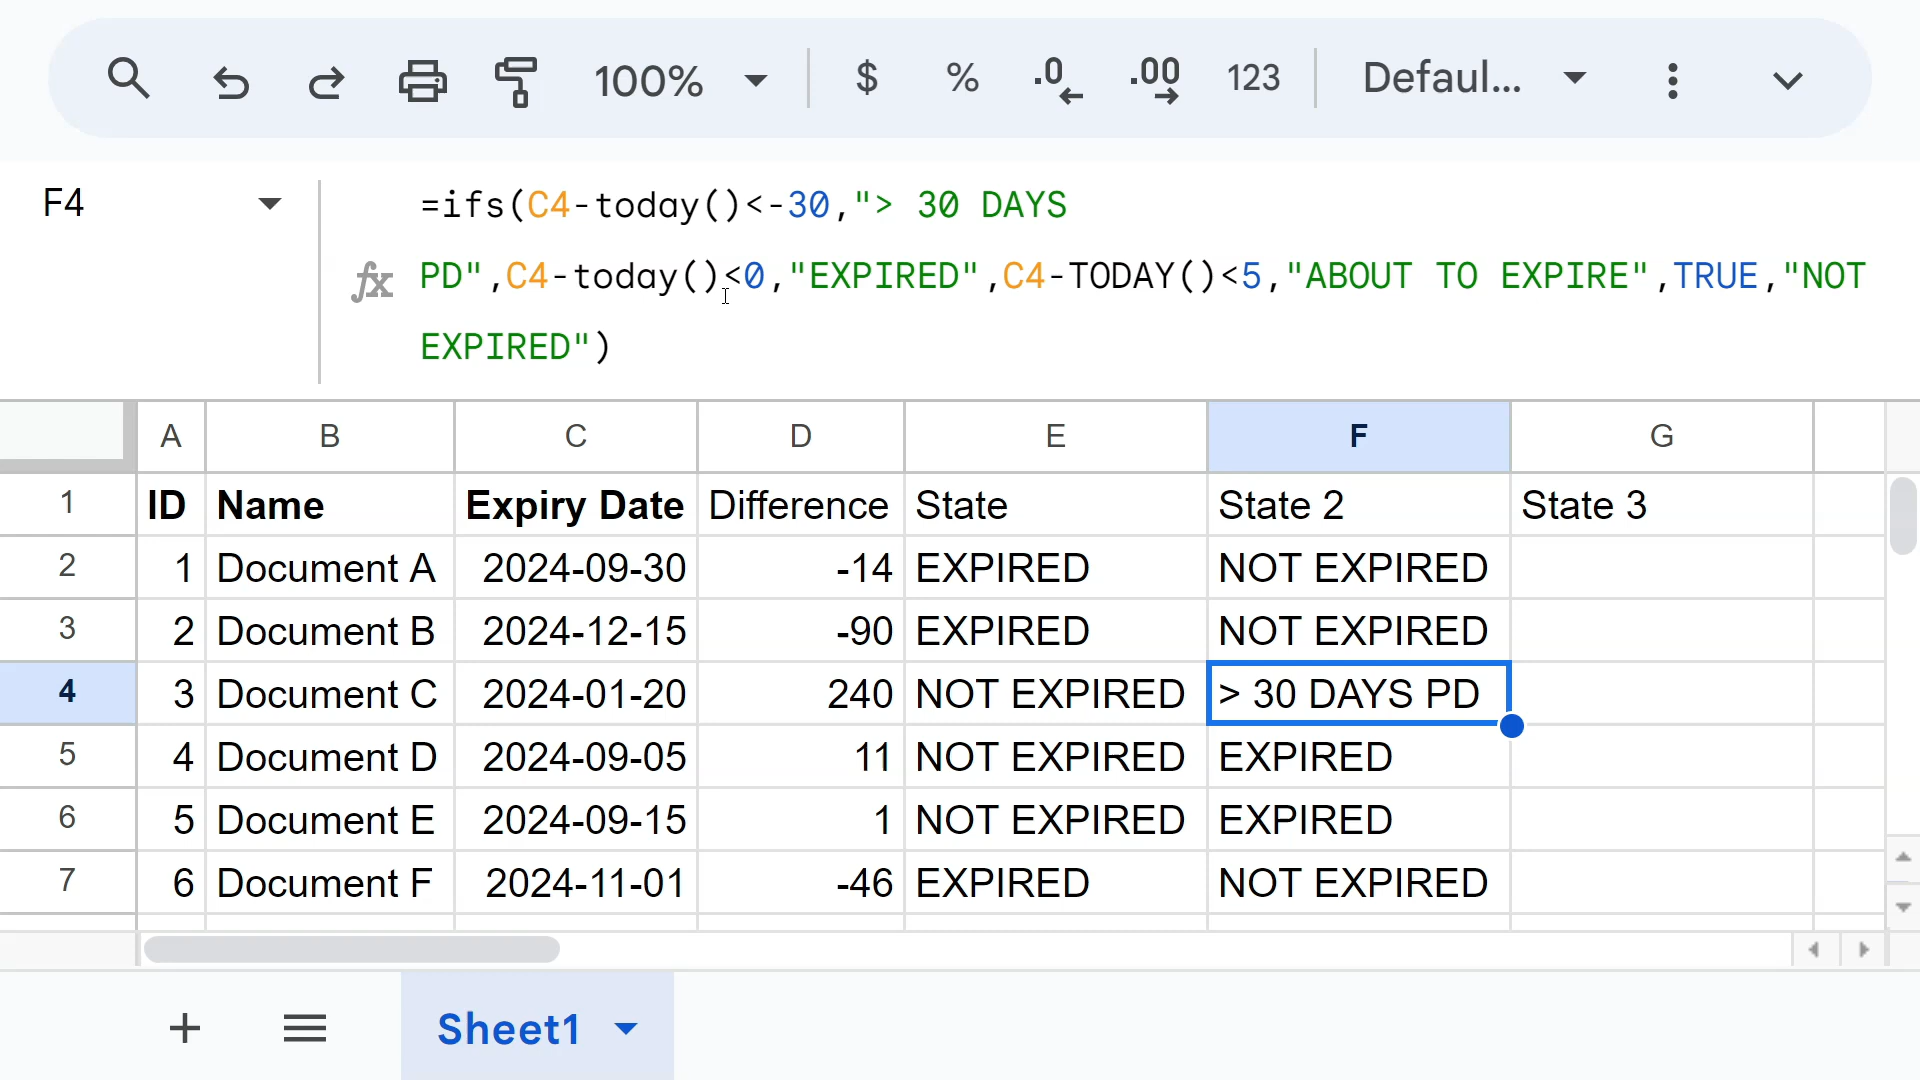 100% $ % .0 .00 123 Defaul...
F4
=ifs(C4-today()<-30,"> 30 DAYS
PD",C4-today()<0,"EXPIRED",C4-TODAY()<5,"ABOUT TO EXPIRE",TRUE,"NOT
EXPIRED")
fx
A B C D E F G
1 ID Name Expiry Date Difference State State 2 State 3
2 1 Document A 2024-09-30 -14 EXPIRED NOT EXPIRED
3 2 Document B 2024-12-15 -90 EXPIRED NOT EXPIRED
4 3 Document C 2024-01-20 240 NOT EXPIRED > 30 DAYS PD
5 4 Document D 2024-09-05 11 NOT EXPIRED EXPIRED
6 5 Document E 2024-09-15 1 NOT EXPIRED EXPIRED
7 6 Document F 2024-11-01 -46 EXPIRED NOT EXPIRED
Sheet1